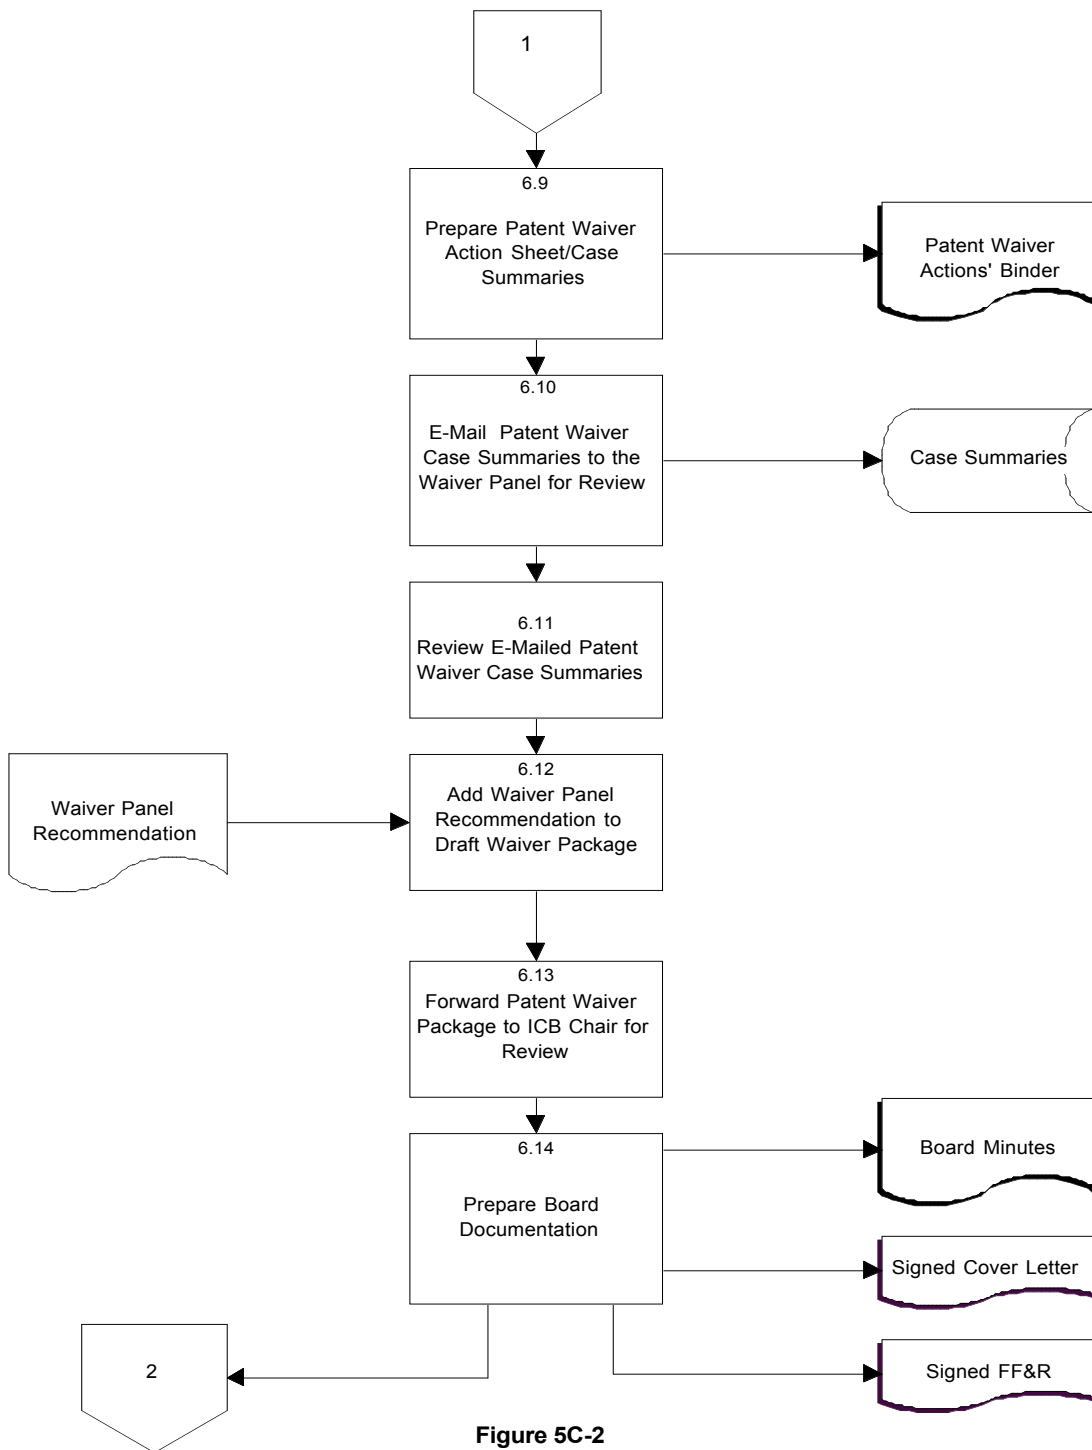 1
6.9
Prepare Patent Waiver
Action Sheet/Case
Summaries
Patent Waiver
Actions' Binder
6.10
E-Mail Patent Waiver
Case Summaries to the
Waiver Panel for Review
Case Summaries
6.11
Review E-Mailed Patent
Waiver Case Summaries
Waiver Panel
Recommendation
6.12
Add Waiver Panel
Recommendation to
Draft Waiver Package
6.13
Forward Patent Waiver
Package to ICB Chair for
Review
6.14
Prepare Board
Documentation
Board Minutes
Signed Cover Letter
Signed FF&R
2
Figure 5C-2